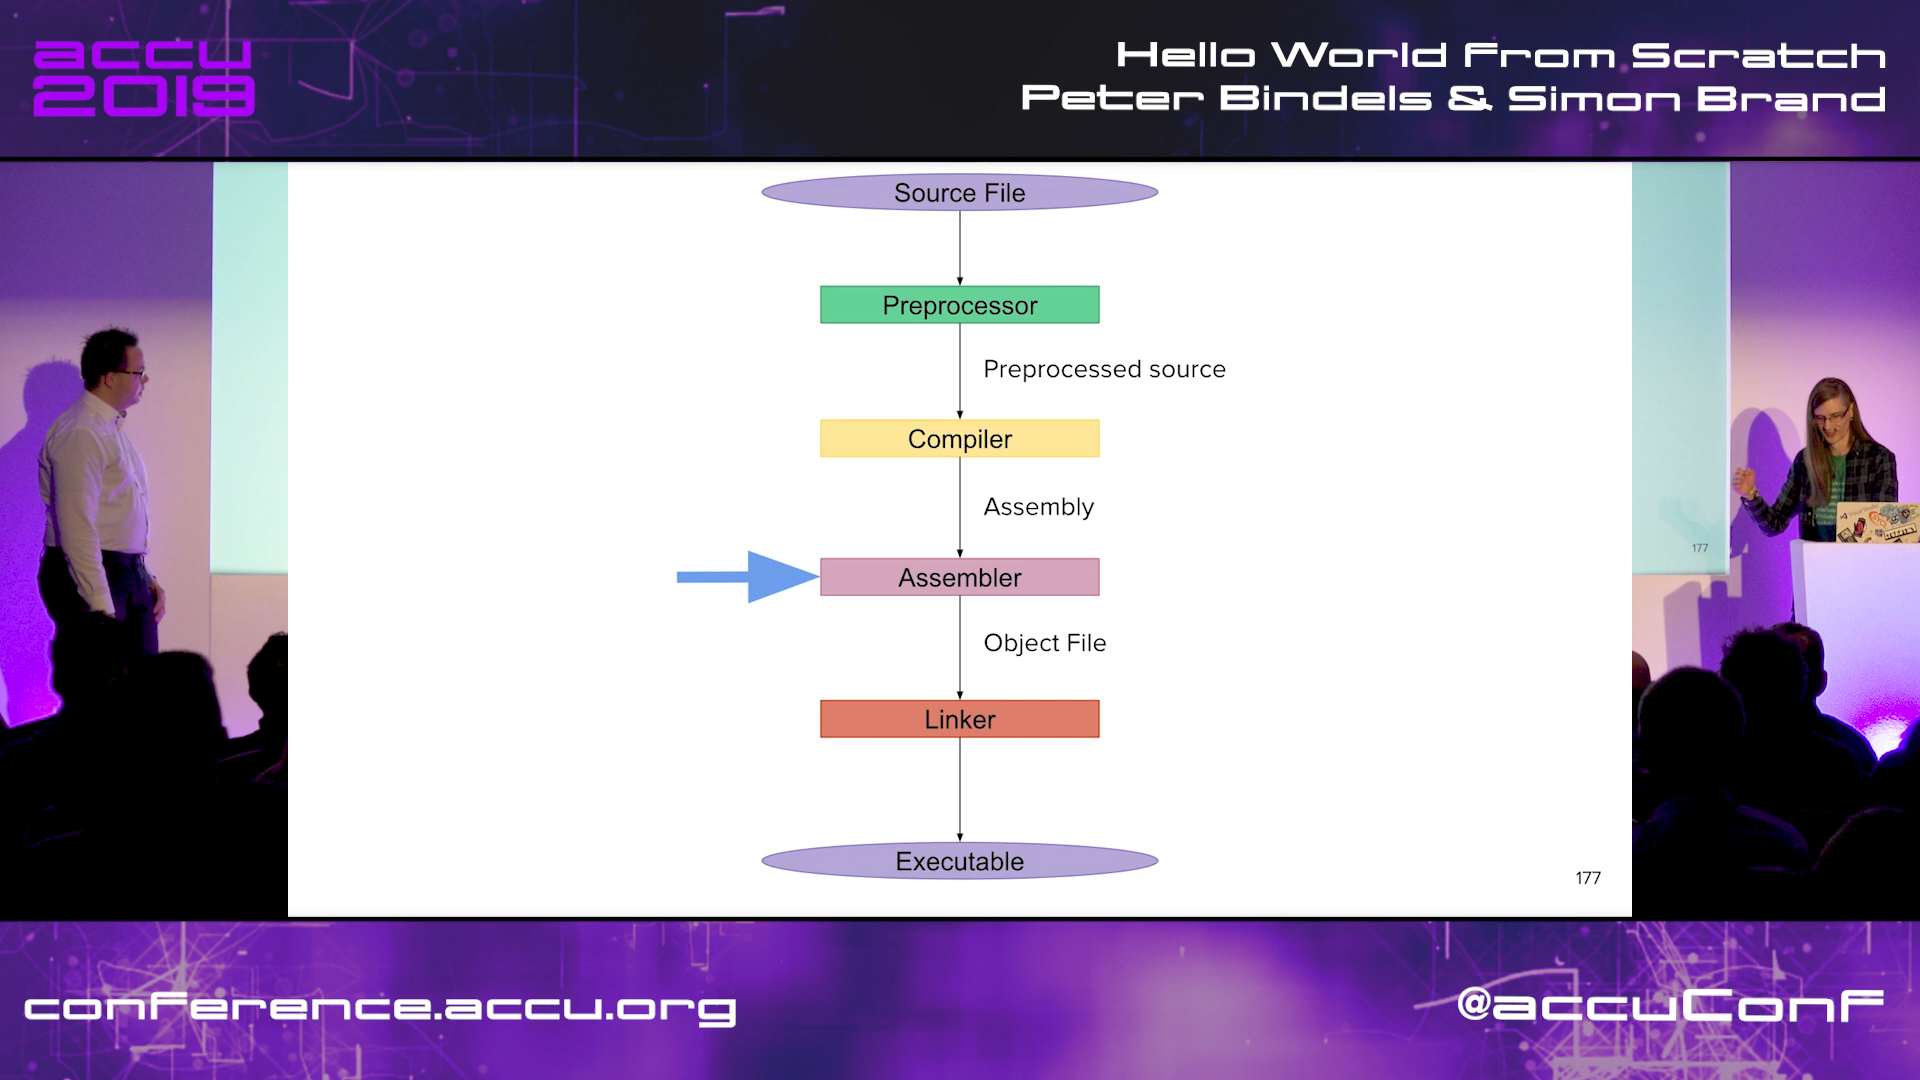 accu
2019
Hello World From Scratch
Peter Bindels & Simon Brand
Source File
Preprocessor
Preprocessed source
Compiler
Assembly
Assembler
Object File
Linker
Executable
177
177
conference.accu.org
@accuConf